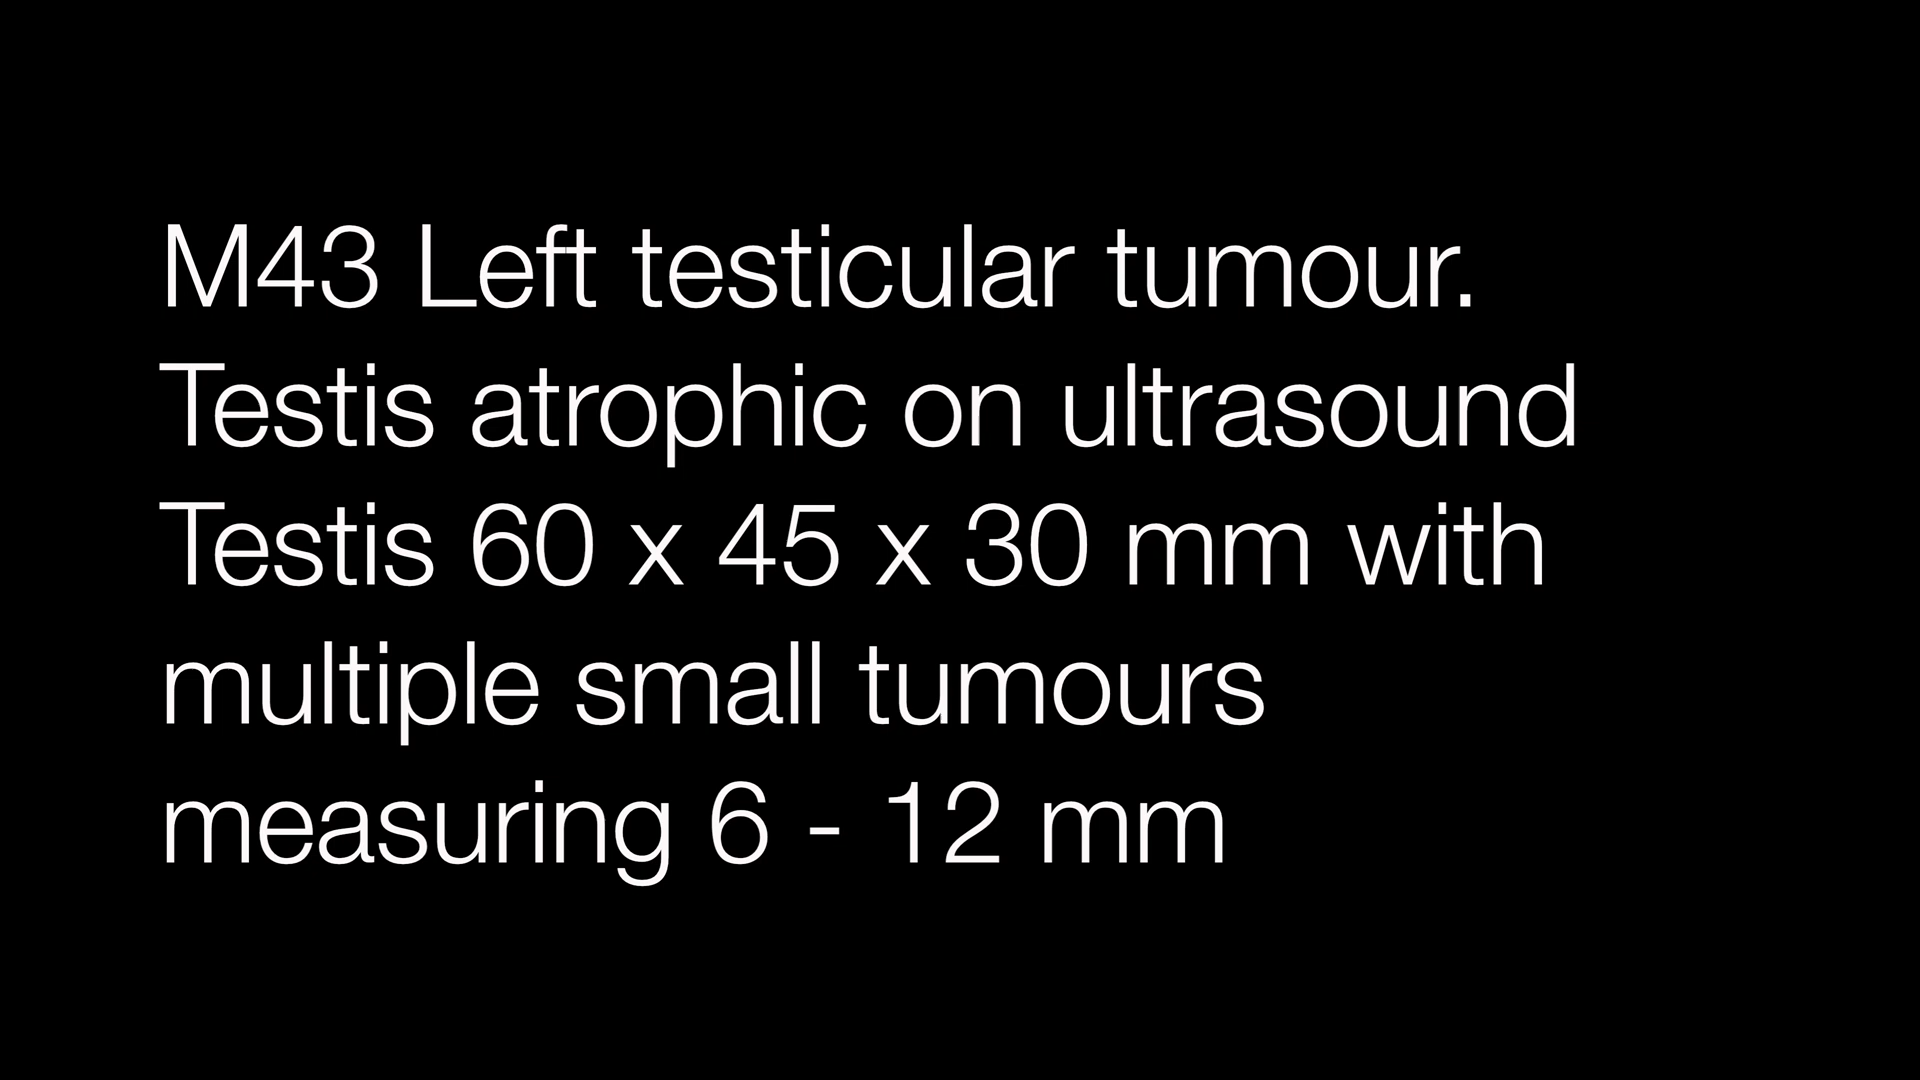 M43 Left testicular tumour.
Testis atrophic on ultrasound
Testis 60 x 45 x 30 mm with
multiple small tumours
measuring 6 - 12 mm